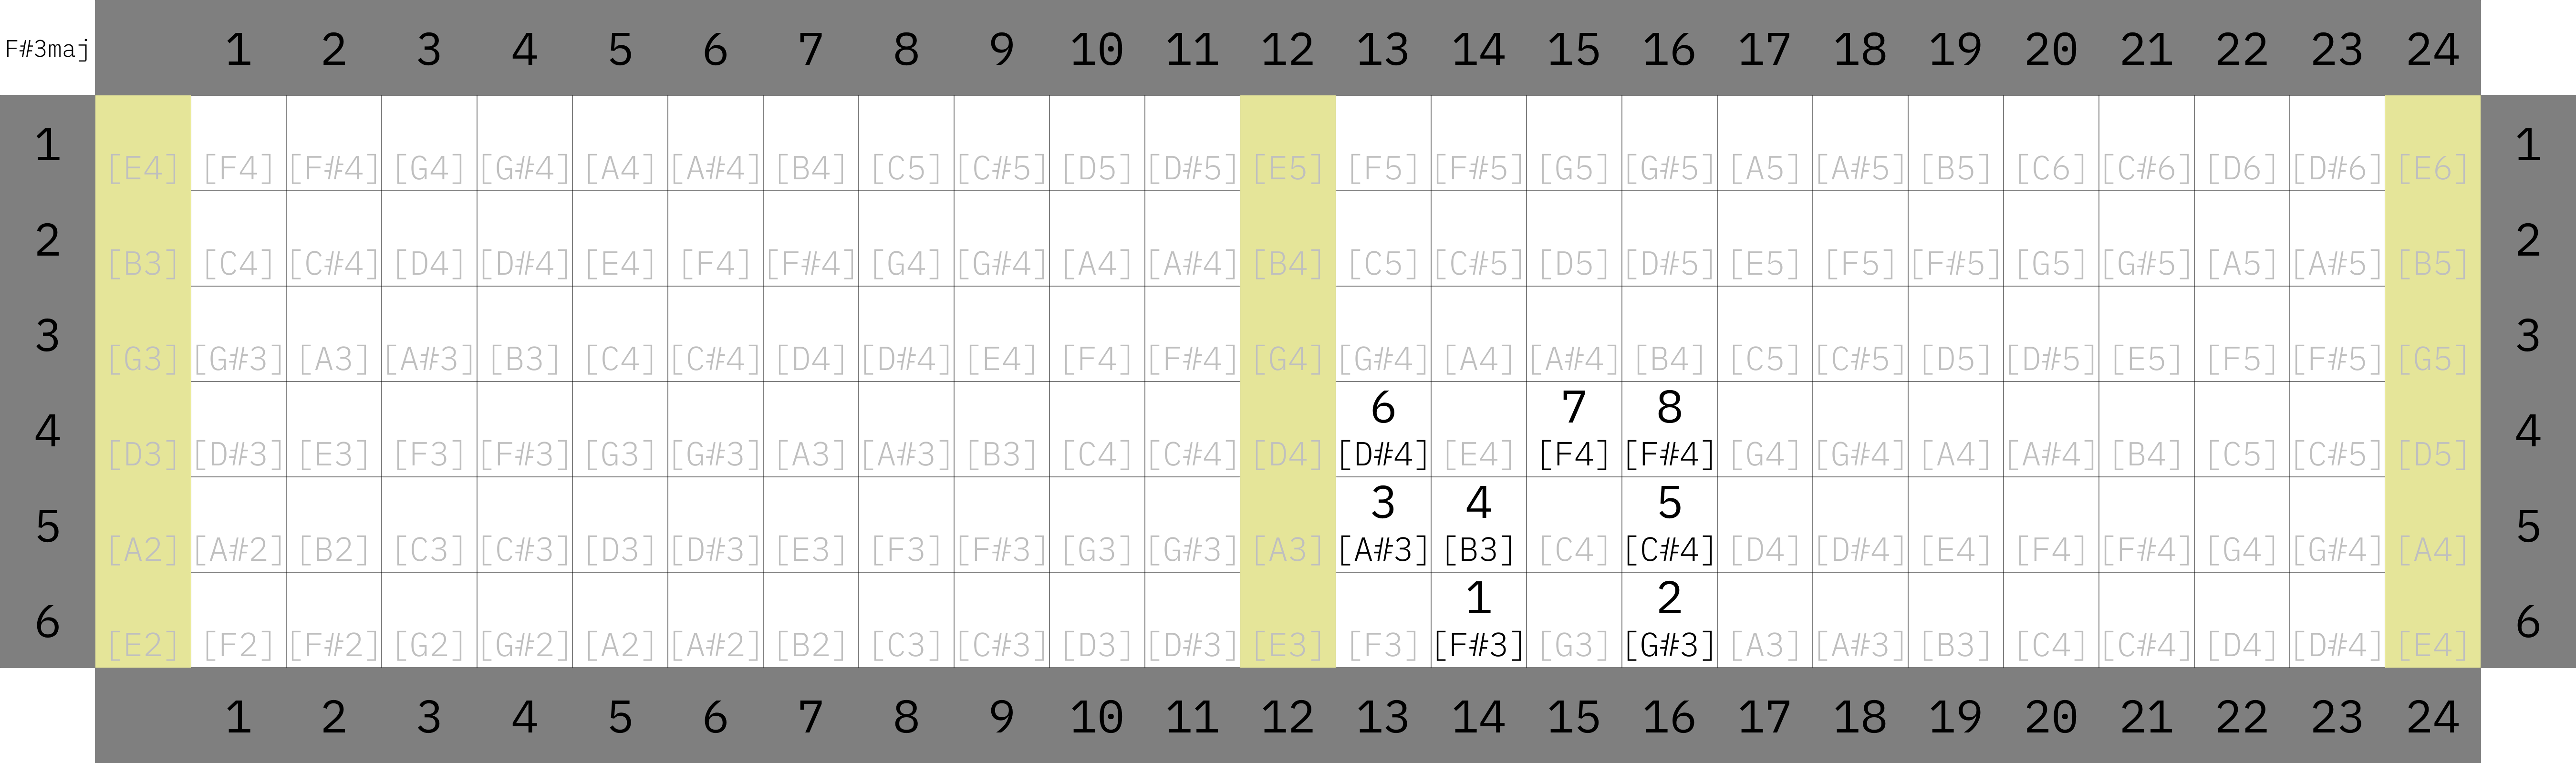 F#3maj 1 2 3 4 5 6 7 8 9 10 11 12 13 14 15 16 17 18 19 20 21 22 23 24
1 [E4] [F4] [F#4] [G4] [G#4] [A4] [A#4] [B4] [C5] [C#5] [D5] [D#5] [E5] [F5] [F#5] [G5] [G#5] [A5] [A#5] [B5] [C6] [C#6] [D6] [D#6] [E6] 1
2 [B3] [C4] [C#4] [D4] [D#4] [E4] [F4] [F#4] [G4] [G#4] [A4] [A#4] [B4] [C5] [C#5] [D5] [D#5] [E5] [F5] [F#5] [G5] [G#5] [A5] [A#5] [B5] 2
3 [G3] [G#3] [A3] [A#3] [B3] [C4] [C#4] [D4] [D#4] [E4] [F4] [F#4] [G4] [G#4] [A4] [A#4] [B4] [C5] [C#5] [D5] [D#5] [E5] [F5] [F#5] [G5] 3
6 7 8
4 [D3] [D#3] [E3] [F3] [F#3] [G3] [G#3] [A3] [A#3] [B3] [C4] [C#4] [D4] [D#4] [E4] [F4] [F#4] [G4] [G#4] [A4] [A#4] [B4] [C5] [C#5] [D5] 4
3 4 5
5 [A2] [A#2] [B2] [C3] [C#3] [D3] [D#3] [E3] [F3] [F#3] [G3] [G#3] [A3] [A#3] [B3] [C4] [C#4] [D4] [D#4] [E4] [F4] [F#4] [G4] [G#4] [A4] 5
1 2
6 [E2] [F2] [F#2] [G2] [G#2] [A2] [A#2] [B2] [C3] [C#3] [D3] [D#3] [E3] [F3] [F#3] [G3] [G#3] [A3] [A#3] [B3] [C4] [C#4] [D4] [D#4] [E4] 6
1 2 3 4 5 6 7 8 9 10 11 12 13 14 15 16 17 18 19 20 21 22 23 24